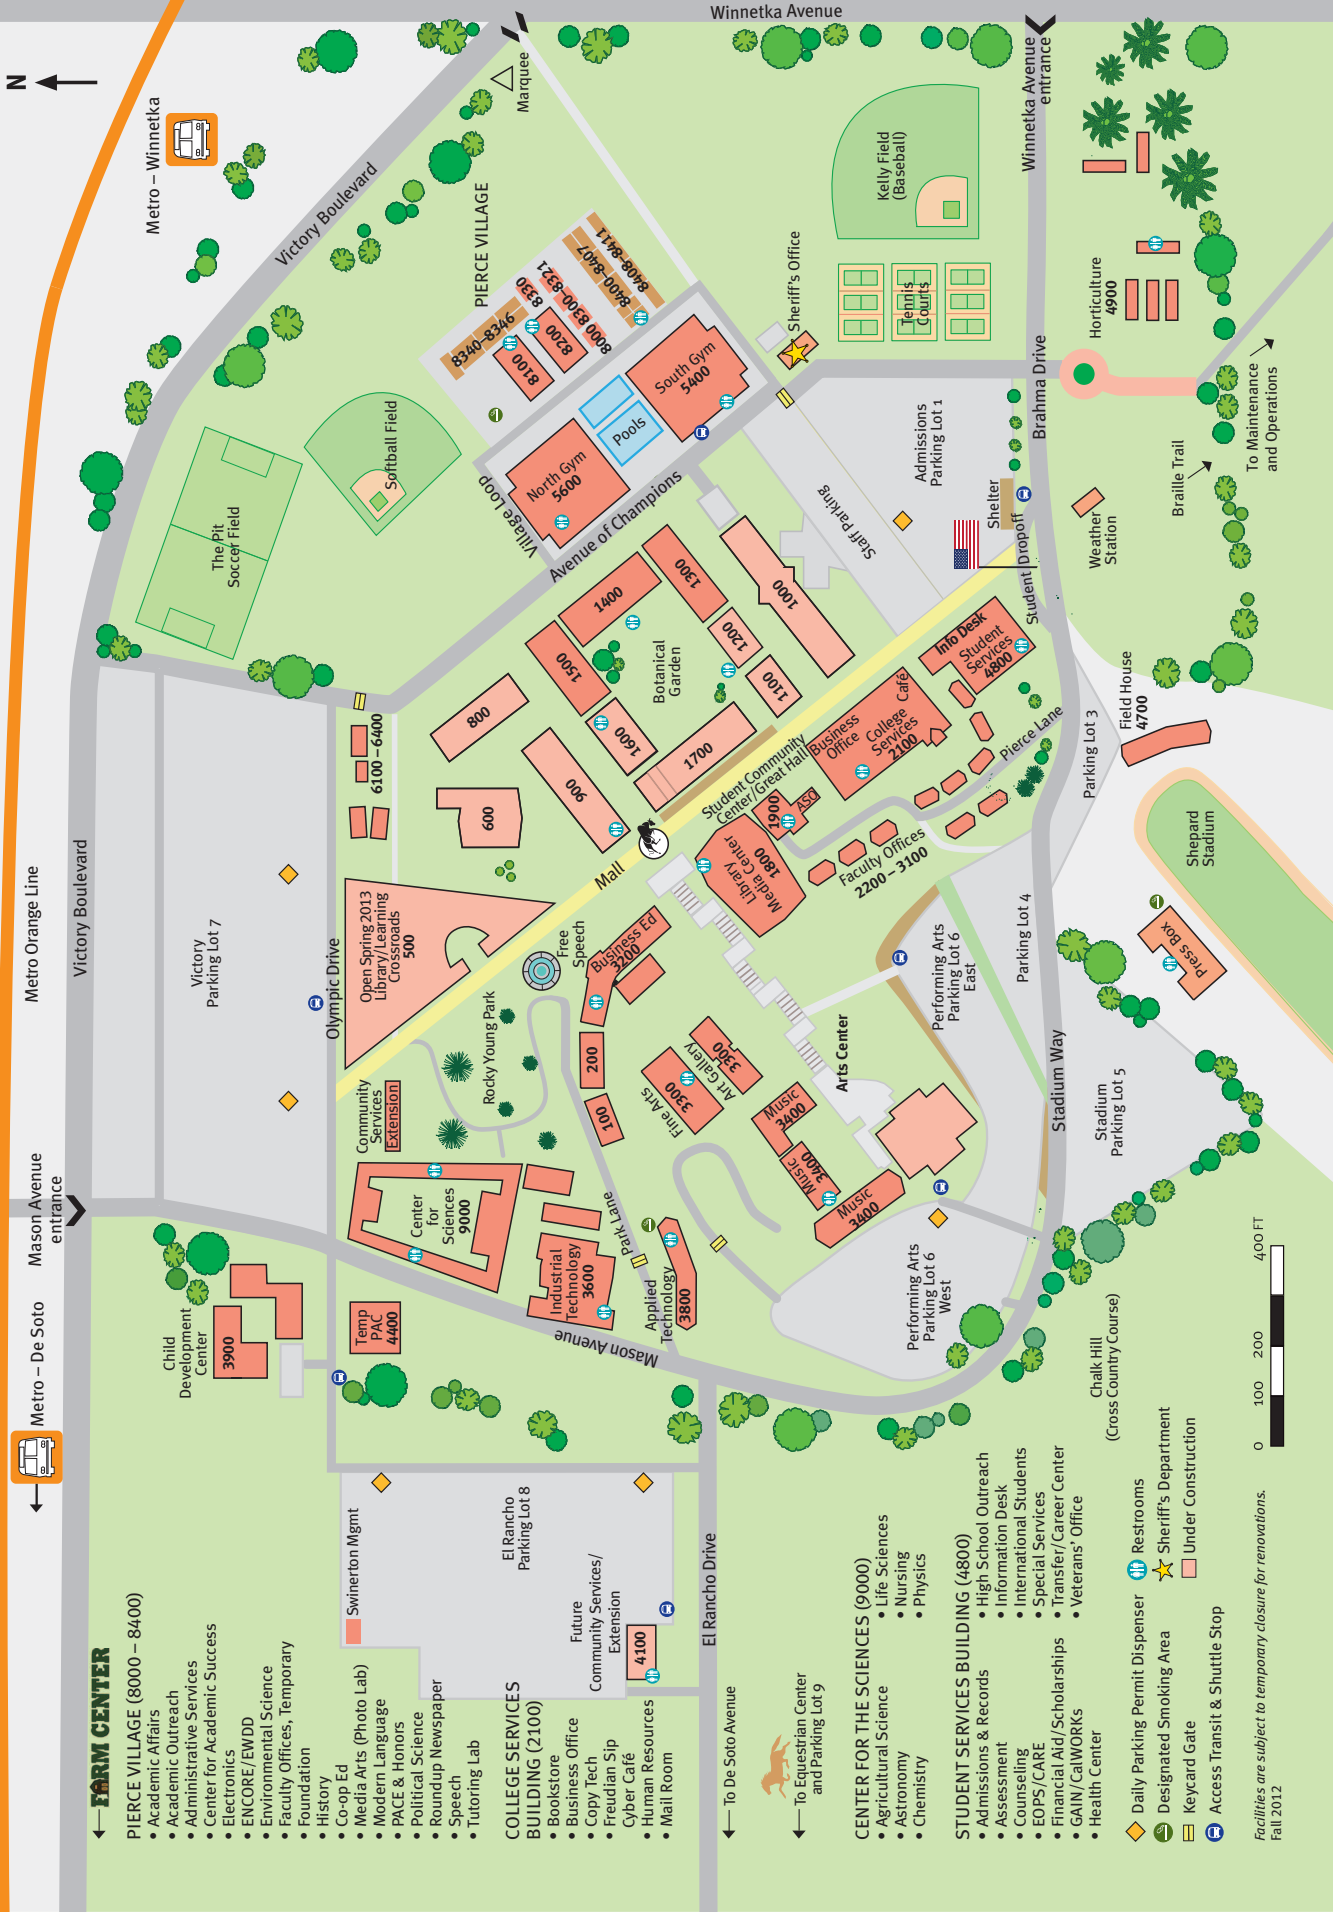 N
Metro Orange Line
Metro – De Soto
Mason Avenue
entrance
Victory Boulevard
Metro – Winnetka
Victory Boulevard
Winnetka Avenue
Marquee
FARM CENTER
PIERCE VILLAGE (8000 – 8400)
• Academic Affairs
• Academic Outreach
• Administrative Services
• Center for Academic Success
• Electronics
• ENCORE/EWDD
• Environmental Science
• Faculty Offices, Temporary
• Foundation
• History
• Co-op Ed
• Media Arts (Photo Lab)
• Modern Language
• PACE & Honors
• Political Science
• Roundup Newspaper
• Speech
• Tutoring Lab
COLLEGE SERVICES
BUILDING (2100)
• Bookstore
• Business Office
• Copy Tech
• Freudian Sip
Cyber Café
• Human Resources
• Mail Room
To De Soto Avenue
To Equestrian Center
and Parking Lot 9
CENTER FOR THE SCIENCES (9000)
• Agricultural Science
• Astronomy
• Chemistry
• Life Sciences
• Nursing
• Physics
STUDENT SERVICES BUILDING (4800)
• Admissions & Records
• Assessment
• Counseling
• EOPS/CARE
• Financial Aid/Scholarships
• GAIN/CalWORKs
• Health Center
• High School Outreach
• Information Desk
• International Students
• Special Services
• Transfer/Career Center
• Veterans' Office
Daily Parking Permit Dispenser
Designated Smoking Area
Keycard Gate
Access Transit & Shuttle Stop
Restrooms
Sheriff's Department
Under Construction
Facilities are subject to temporary closure for renovations.
Fall 2012
0 100 200 400 FT
Swinerton Mgmt
El Rancho
Parking Lot 8
Future
Community Services/
Extension
4100
El Rancho Drive
Child
Development
Center
3900
Temp
PAC
4400
Mason Avenue
Victory
Parking Lot 7
Olympic Drive
Community
Services
Extension
Center
for
Sciences
9000
Industrial
Technology
3600
Park Lane
Applied
Technology
3800
Open Spring 2013
Library/Learning
Crossroads
500
Rocky Young Park
Free
Speech
Mall
100
200
Business Ed
3200
Fine Arts
3300
Art Gallery
3300
Music
3400
Music
3400
Music
3400
Arts Center
Performing Arts
Parking Lot 6
West
Performing Arts
Parking Lot 6
East
Chalk Hill
(Cross Country Course)
Stadium
Parking Lot 5
Stadium Way
Parking Lot 4
Parking Lot 3
Press Box
Shepard
Stadium
Field House
4700
6100 – 6400
600
800
900
1500
1400
1300
1600
1700
1200
1100
1000
Botanical
Garden
Student Community
Center/Great Hall
Library
Media Center
1800
1900
ASO
Business
Office
College
Services
2100
Café
Faculty Offices
2200 – 3100
Pierce Lane
Info Desk
Student
Services
4800
Student Dropoff
Shelter
The Pit
Soccer Field
Softball Field
Village Loop
Avenue of Champions
North Gym
5600
Pools
South Gym
5400
PIERCE VILLAGE
8340–8346
8330
8300–8321
8100
8200
8000
8400–8407
8408–8411
Sheriff's Office
Staff Parking
Admissions
Parking Lot 1
Tennis
Courts
Kelly Field
(Baseball)
Winnetka Avenue
entrance
Brahma Drive
Horticulture
4900
Weather
Station
Braille Trail
To Maintenance
and Operations